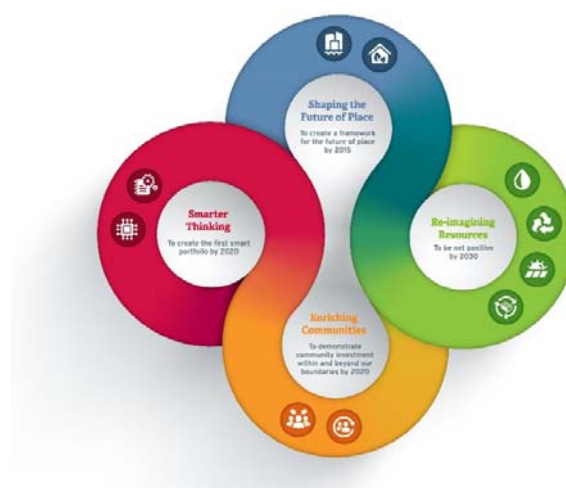 Shaping the
Future of Place
To create a framework
for the future of place
by 2015
Smarter
Thinking
To create the first smart
portfolio by 2020
Re-imagining
Resources
To be net positive
by 2030
Enriching
Communities
To demonstrate
community investment
within and beyond our
boundaries by 2020